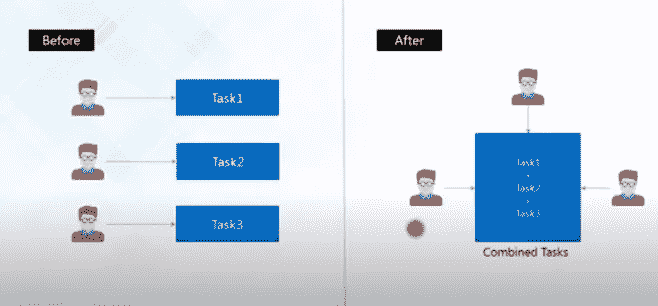 Before
Task1
Task2
Task3
After
Task1
,
Task2
,
Task3
Combined Tasks